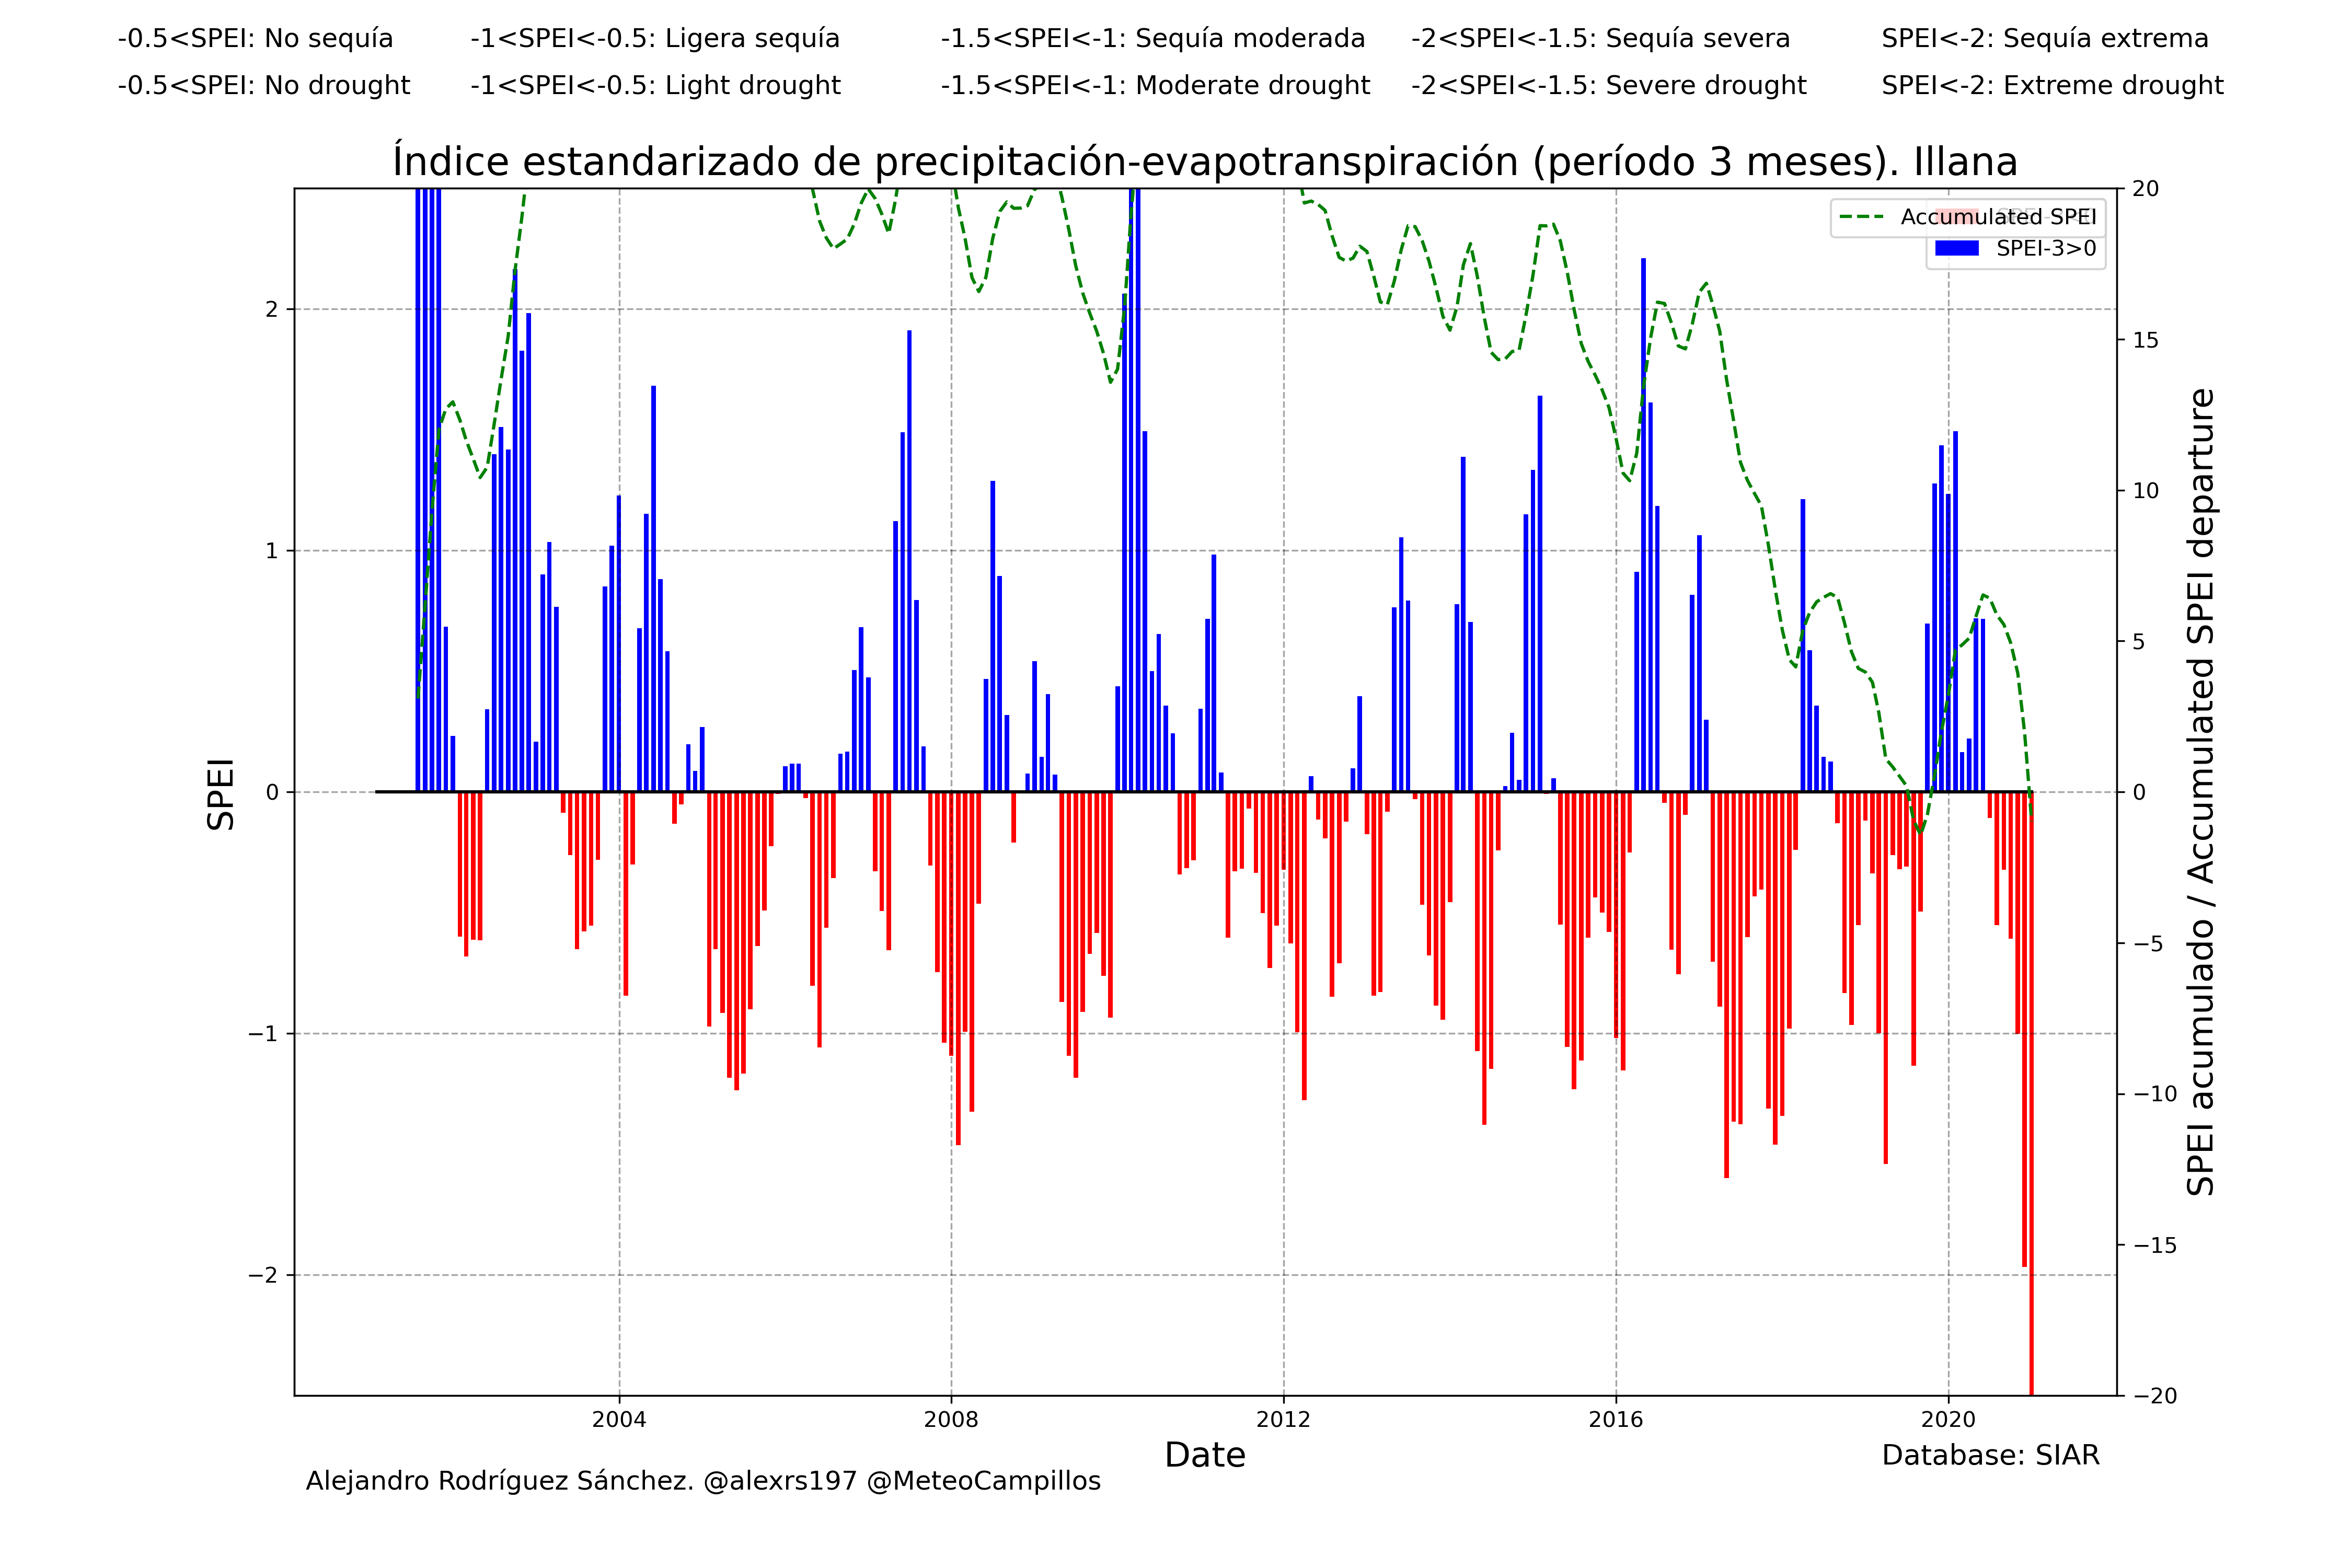 -0.5<SPEI: No sequía -1<SPEI<-0.5: Ligera sequía -1.5<SPEI<-1: Sequía moderada -2<SPEI<-1.5: Sequía severa SPEI<-2: Sequía extrema
-0.5<SPEI: No drought -1<SPEI<-0.5: Light drought -1.5<SPEI<-1: Moderate drought -2<SPEI<-1.5: Severe drought SPEI<-2: Extreme drought
Índice estandarizado de precipitación-evapotranspiración (período 3 meses). Illana
Accumulated SPEI
SPEI-3>0
SPEI
2
1
0
−1
−2
20
15
10
5
0
−5
−10
−15
−20
SPEI acumulado / Accumulated SPEI departure
2004 2008 2012 2016 2020
Date
Database: SIAR
Alejandro Rodríguez Sánchez. @alexrs197 @MeteoCampillos